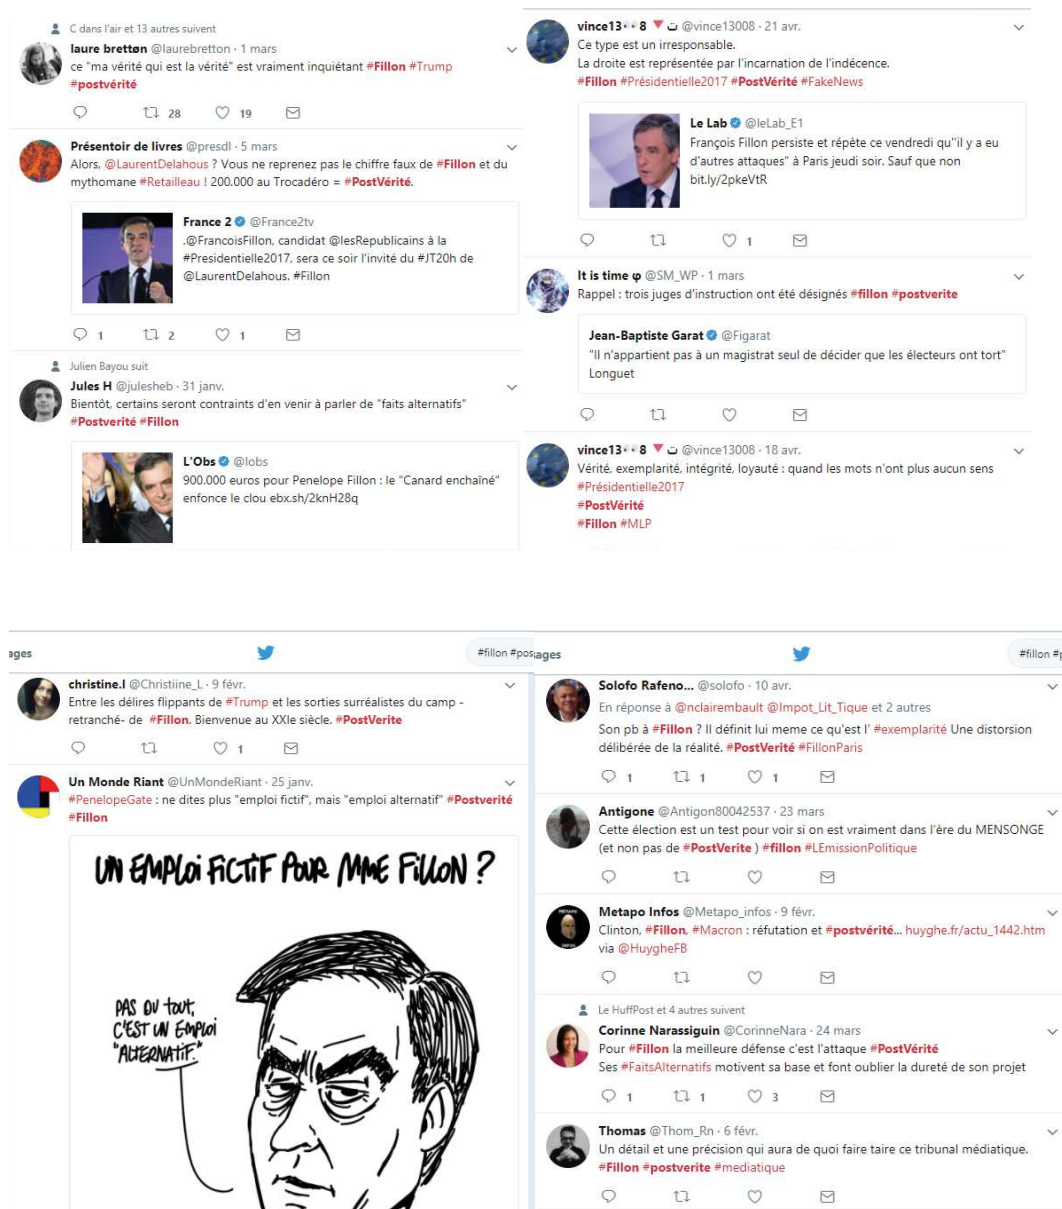 C dans l'air et 13 autres suivent
laure brettøn @laurebretton · 1 mars
ce "ma vérité qui est la vérité" est vraiment inquiétant #Fillon #Trump
#postvérité
28 19
Présentoir de livres @presdl · 5 mars
Alors, @LaurentDelahous ? Vous ne reprenez pas le chiffre faux de #Fillon et du
mythomane #Retailleau ! 200.000 au Trocadéro = #PostVérité.
France 2 @France2tv
.@FrancoisFillon, candidat @lesRepublicains à la
#Presidentielle2017, sera ce soir l'invité du #JT20h de
@LaurentDelahous. #Fillon
1 2 1
Julien Bayou suit
Jules H @julesheb · 31 janv.
Bientôt, certains seront contraints d'en venir à parler de "faits alternatifs"
#Postverité #Fillon
L'Obs @lobs
900.000 euros pour Penelope Fillon : le "Canard enchaîné"
enfonce le clou ebx.sh/2knH28q
vince13👀8 🔻 ت @vince13008 · 21 avr.
Ce type est un irresponsable.
La droite est représentée par l'incarnation de l'indécence.
#Fillon #Présidentielle2017 #PostVérité #FakeNews
Le Lab @leLab_E1
François Fillon persiste et répète ce vendredi qu'"il y a eu
d'autres attaques" à Paris jeudi soir. Sauf que non
bit.ly/2pkeVtR
1
It is time φ @SM_WP · 1 mars
Rappel : trois juges d'instruction ont été désignés #fillon #postverite
Jean-Baptiste Garat @Figarat
"Il n'appartient pas à un magistrat seul de décider que les électeurs ont tort"
Longuet
vince13👀8 🔻 ت @vince13008 · 18 avr.
Vérité, exemplarité, intégrité, loyauté : quand les mots n'ont plus aucun sens
#Présidentielle2017
#PostVérité
#Fillon #MLP
ages
#fillon #pos
christine.l @Christiine_L · 9 févr.
Entre les délires flippants de #Trump et les sorties surréalistes du camp -
retranché- de #Fillon. Bienvenue au XXIe siècle. #PostVerite
1
Un Monde Riant @UnMondeRiant · 25 janv.
#PenelopeGate : ne dites plus "emploi fictif", mais "emploi alternatif" #Postverité
#Fillon
UN EMPLOI FICTIF POUR MME FILLON ?
PAS DU TOUT,
C'EST UN EMPLOI
"ALTERNATIF."
ages
#fillon #p
Solofo Rafeno... @solofo · 10 avr.
En réponse à @nclairembault @Impot_Lit_Tique et 2 autres
Son pb à #Fillon ? Il définit lui meme ce qu'est l' #exemplarité Une distorsion
délibérée de la réalité. #PostVerité #FillonParis
1 1 1
Antigone @Antigon80042537 · 23 mars
Cette élection est un test pour voir si on est vraiment dans l'ère du MENSONGE
(et non pas de #PostVerite ) #fillon #LEmissionPolitique
Metapo Infos @Metapo_infos · 9 févr.
Clinton, #Fillon, #Macron : réfutation et #postvérité... huyghe.fr/actu_1442.htm
via @HuygheFB
Le HuffPost et 4 autres suivent
Corinne Narassiguin @CorinneNara · 24 mars
Pour #Fillon la meilleure défense c'est l'attaque #PostVérité
Ses #FaitsAlternatifs motivent sa base et font oublier la dureté de son projet
1 1 3
Thomas @Thom_Rn · 6 févr.
Un détail et une précision qui aura de quoi faire taire ce tribunal médiatique.
#Fillon #postverite #mediatique